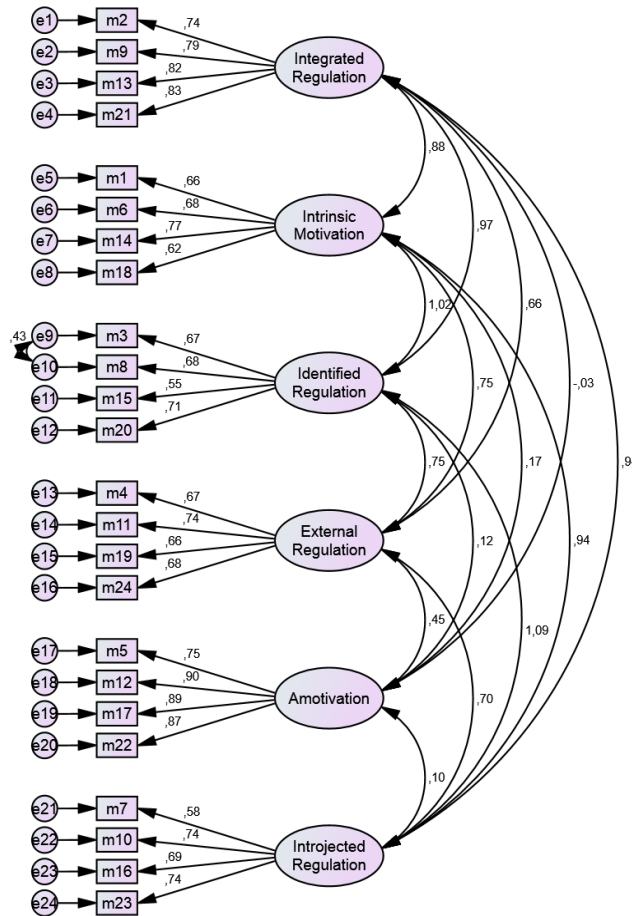 e1 m2 ,74
e2 m9 ,79
e3 m13 ,82
e4 m21 ,83
Integrated
Regulation
,88
e5 m1 ,66
e6 m6 ,68
e7 m14 ,77
e8 m18 ,62
Intrinsic
Motivation
,97
1,02
,66
,43
e9 m3 ,67
e10 m8 ,68
e11 m15 ,55
e12 m20 ,71
Identified
Regulation
,75
-,03
,75
,17
,9
e13 m4 ,67
e14 m11 ,74
e15 m19 ,66
e16 m24 ,68
External
Regulation
,12
,94
,45
1,09
e17 m5 ,75
e18 m12 ,90
e19 m17 ,89
e20 m22 ,87
Amotivation
,70
,10
e21 m7 ,58
e22 m10 ,74
e23 m16 ,69
e24 m23 ,74
Introjected
Regulation